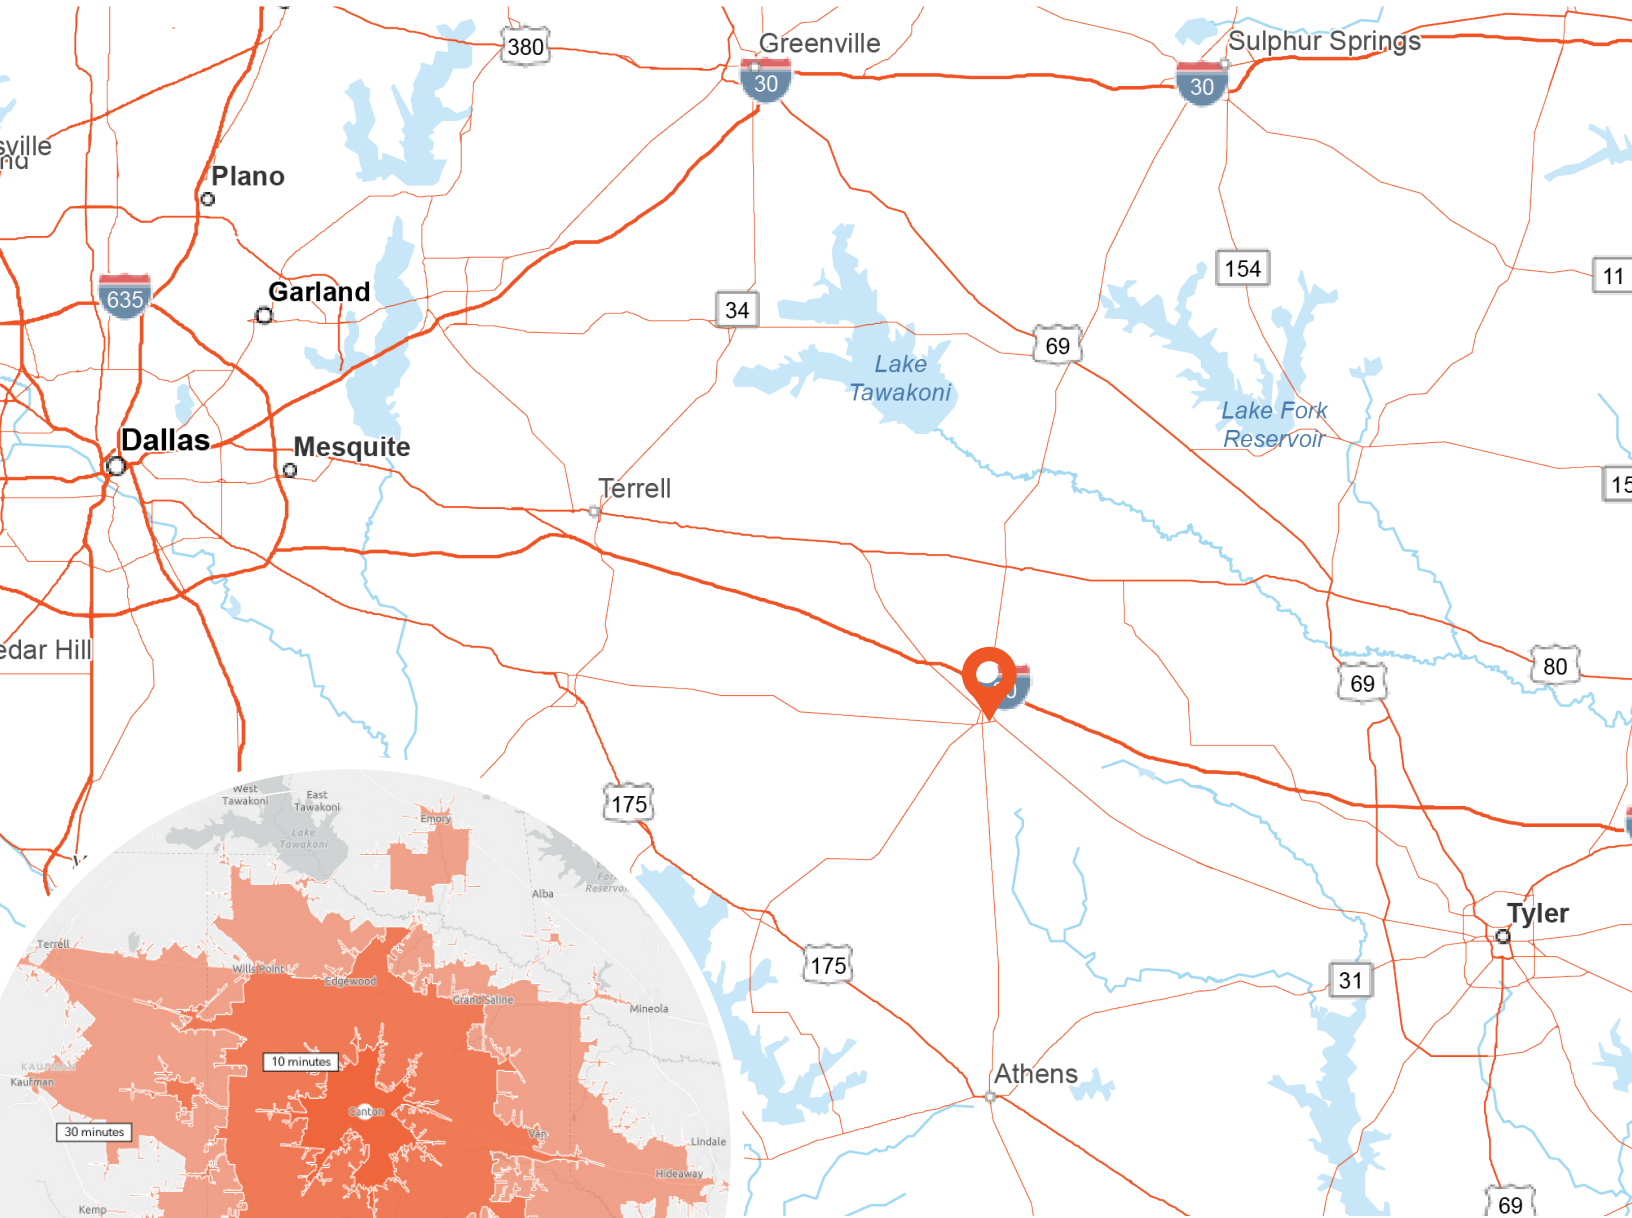 380
Greenville
30
Sulphur Springs
30
sville
nd
Plano
154
11
635
Garland
34
69
Lake
Tawakoni
Lake Fork
Reservoir
Dallas
Mesquite
Terrell
15
edar Hill
80
69
175
Tyler
175
31
Athens
69
West
Tawakoni
East
Tawakoni
Lake
Tawakoni
Emory
Alba
Reservoi
Terrell
Wills Point
Edgewood
Grand Saline
Mineola
10 minutes
Kaufman
Canton
30 minutes
Van
Lindale
Hideaway
Kemp